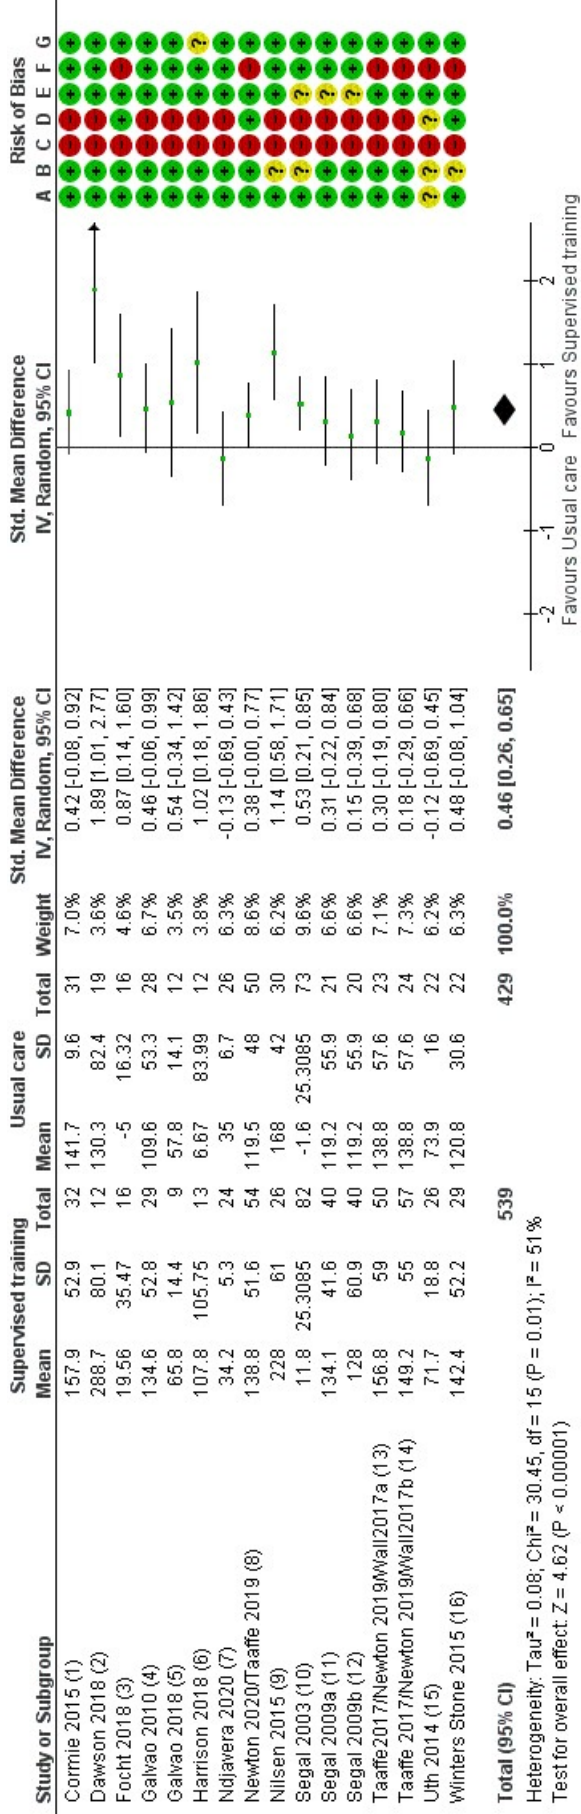 Supervised training Usual care Std. Mean Difference Std. Mean Difference Risk of Bias
Study or Subgroup Mean SD Total Mean SD Total Weight IV, Random, 95% CI IV, Random, 95% CI A B C D E F G
Cormie 2015 (1) 157.9 52.9 32 141.7 9.6 31 7.0% 0.42 [-0.08, 0.92] + + - - + + +
Dawson 2018 (2) 288.7 80.1 12 130.3 82.4 19 3.6% 1.89 [1.01, 2.77] + + - - + + +
Focht 2018 (3) 19.56 35.47 16 -5 16.32 16 4.6% 0.87 [0.14, 1.60] + + - + + - +
Galvao 2010 (4) 134.6 52.8 29 109.6 53.3 28 6.7% 0.46 [-0.06, 0.99] + + - - + + +
Galvao 2018 (5) 65.8 14.4 9 57.8 14.1 12 3.5% 0.54 [-0.34, 1.42] + + - - + + +
Harrison 2018 (6) 107.8 105.75 13 6.67 83.99 12 3.8% 1.02 [0.18, 1.86] + + - - + + ?
Ndjavera 2020 (7) 34.2 5.3 24 35 6.7 26 6.3% -0.13 [-0.69, 0.43] + + - - + + +
Newton 2020/Taaffe 2019 (8) 138.8 51.6 54 119.5 48 50 8.6% 0.38 [-0.00, 0.77] + + - + + - +
Nilsen 2015 (9) 228 61 26 168 42 30 6.2% 1.14 [0.58, 1.71] + ? - - + + +
Segal 2003 (10) 11.8 25.3085 82 -1.6 25.3085 73 9.6% 0.53 [0.21, 0.85] + ? - - ? + +
Segal 2009a (11) 134.1 41.6 40 119.2 55.9 21 6.6% 0.31 [-0.22, 0.84] + + - - ? + +
Segal 2009b (12) 128 60.9 40 119.2 55.9 20 6.6% 0.15 [-0.39, 0.68] + + - - ? + +
Taaffe2017/Newton 2019/Wall2017a (13) 156.8 59 50 138.8 57.6 23 7.1% 0.30 [-0.19, 0.80] + + - - + - +
Taaffe 2017/Newton 2019/Wall2017b (14) 149.2 55 57 138.8 57.6 24 7.3% 0.18 [-0.29, 0.66] + + - - + - +
Uth 2014 (15) 71.7 18.8 26 73.9 16 22 6.2% -0.12 [-0.69, 0.45] ? ? - ? + - +
Winters Stone 2015 (16) 142.4 52.2 29 120.8 30.6 22 6.3% 0.48 [-0.08, 1.04] + ? - + + - +
Total (95% CI) 539 429 100.0% 0.46 [0.26, 0.65]
Heterogeneity: Tau² = 0.08; Chi² = 30.45, df = 15 (P = 0.01); I² = 51%
Test for overall effect: Z = 4.62 (P < 0.00001)
-2 -1 0 1 2
Favours Usual care Favours Supervised training